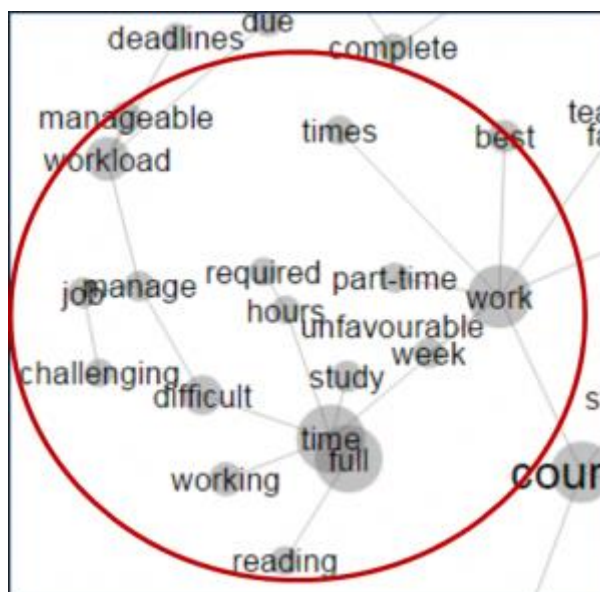 due
deadlines
complete
manageable
times
best
workload
required
part-time
job
manage
work
hours
unfavourable
week
challenging
study
difficult
time
full
working
reading